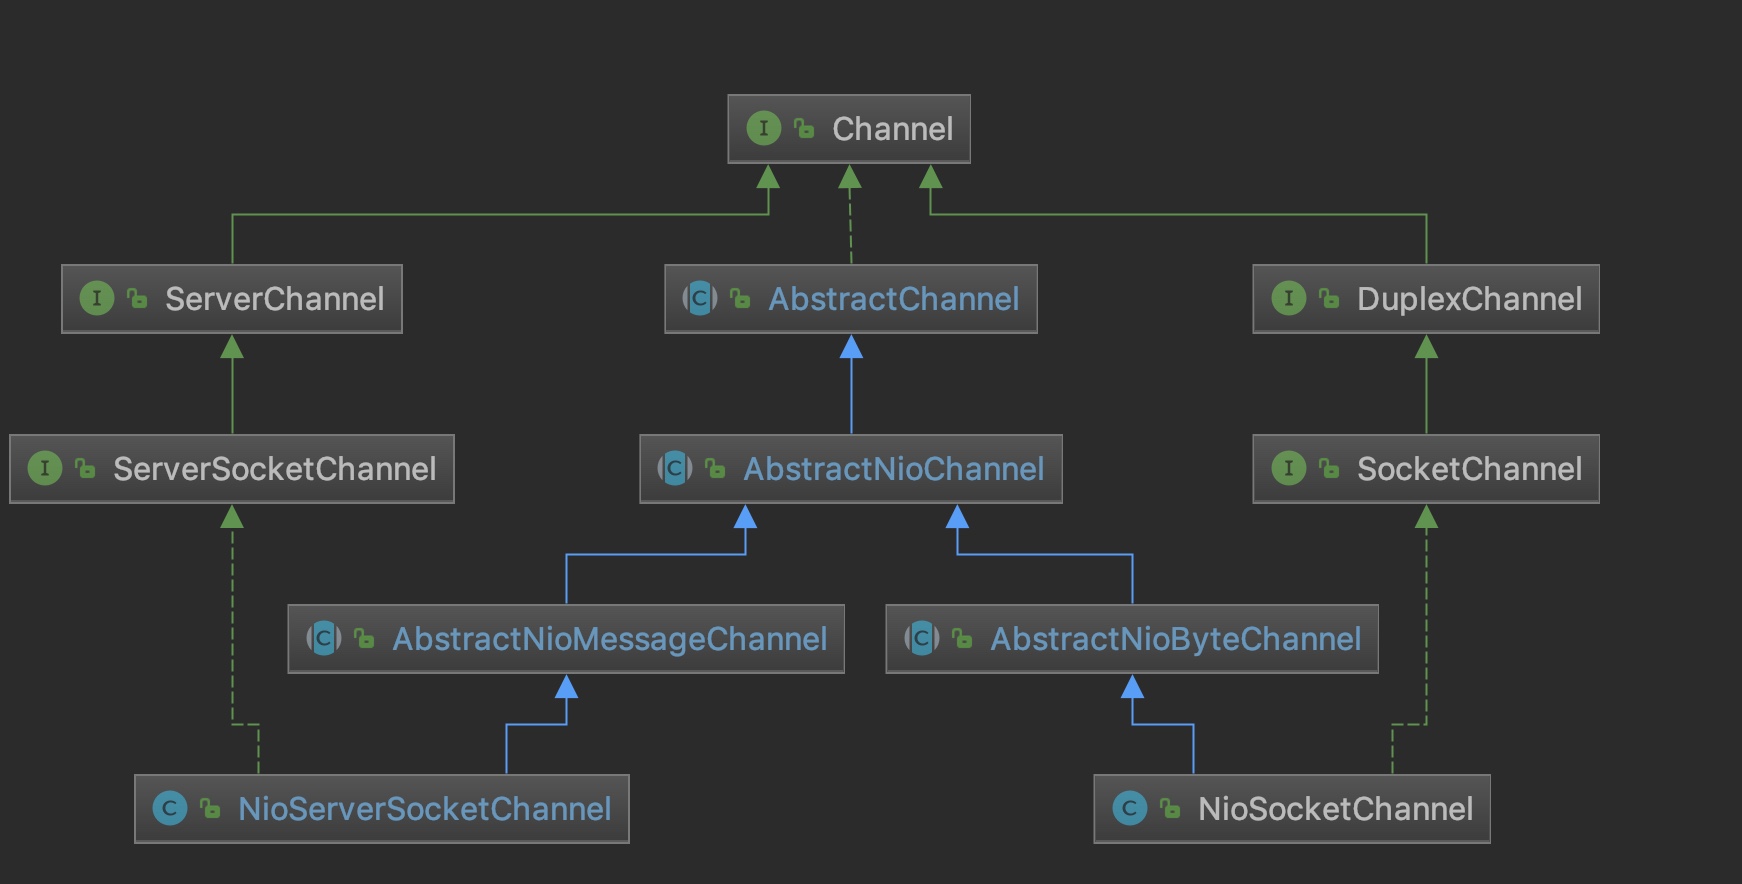 I Channel
I ServerChannel
C AbstractChannel
I DuplexChannel
I ServerSocketChannel
C AbstractNioChannel
I SocketChannel
C AbstractNioMessageChannel
C AbstractNioByteChannel
C NioServerSocketChannel
C NioSocketChannel